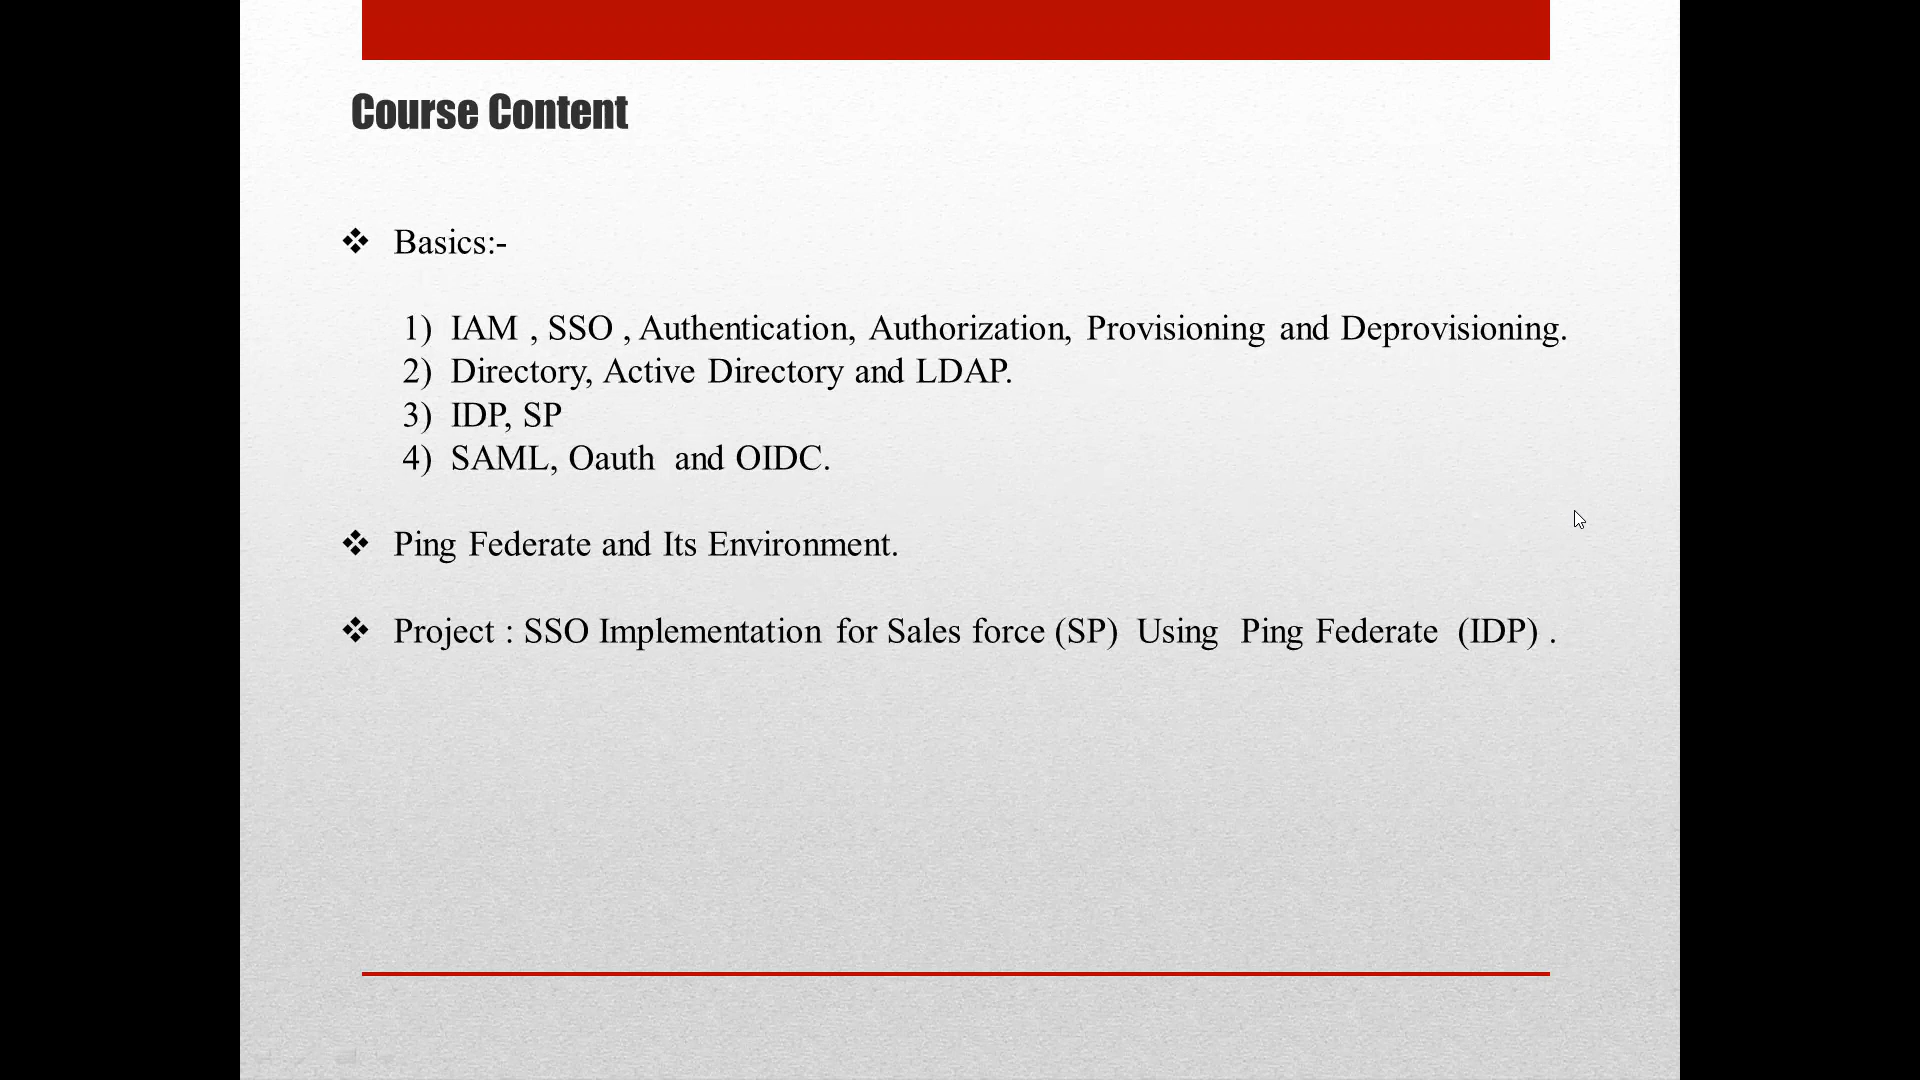 Course Content
❖ Basics:-
1) IAM , SSO , Authentication, Authorization, Provisioning and Deprovisioning.
2) Directory, Active Directory and LDAP.
3) IDP, SP
4) SAML, Oauth and OIDC.
❖ Ping Federate and Its Environment.
❖ Project : SSO Implementation for Sales force (SP) Using Ping Federate (IDP) .